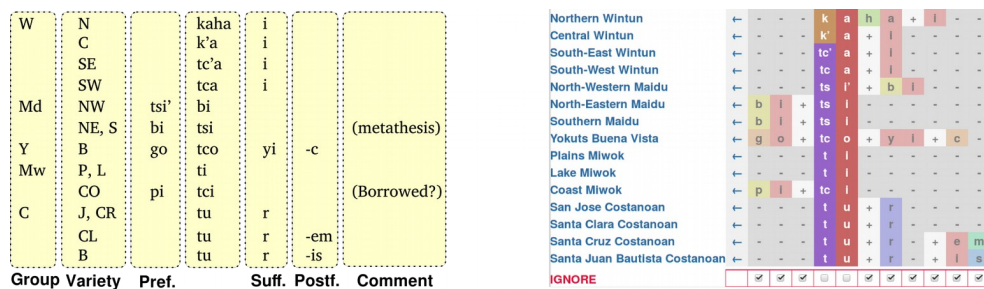 W N kaha i
C k'a i
SE tc'a i
SW tca i
Md NW tsi' bi
NE, S bi tsi (metathesis)
Y B go tco yi -c
Mw P, L ti
CO pi tci (Borrowed?)
C J, CR tu r
CL tu r -em
B tu r -is
Group Variety Pref. Suff. Postf. Comment
Northern Wintun ← - - - k a h a + i - -
Central Wintun ← - - - k' a + i - - - -
South-East Wintun ← - - - tc' a + i - - - -
South-West Wintun ← - - - tc a + i - - - -
North-Western Maidu ← - - - ts i' + b i - - -
North-Eastern Maidu ← b i + ts i - - - - - -
Southern Maidu ← b i + ts i - - - - - -
Yokuts Buena Vista ← g o + tc o + y i + c -
Plains Miwok ← - - - t i - - - - - -
Lake Miwok ← - - - t i - - - - - -
Coast Miwok ← p i + tc i - - - - - -
San Jose Costanoan ← - - - t u + r - - - -
Santa Clara Costanoan ← - - - t u + r - - - -
Santa Cruz Costanoan ← - - - t u + r - + e m
Santa Juan Bautista Costanoan ← - - - t u + r - + i s
IGNORE